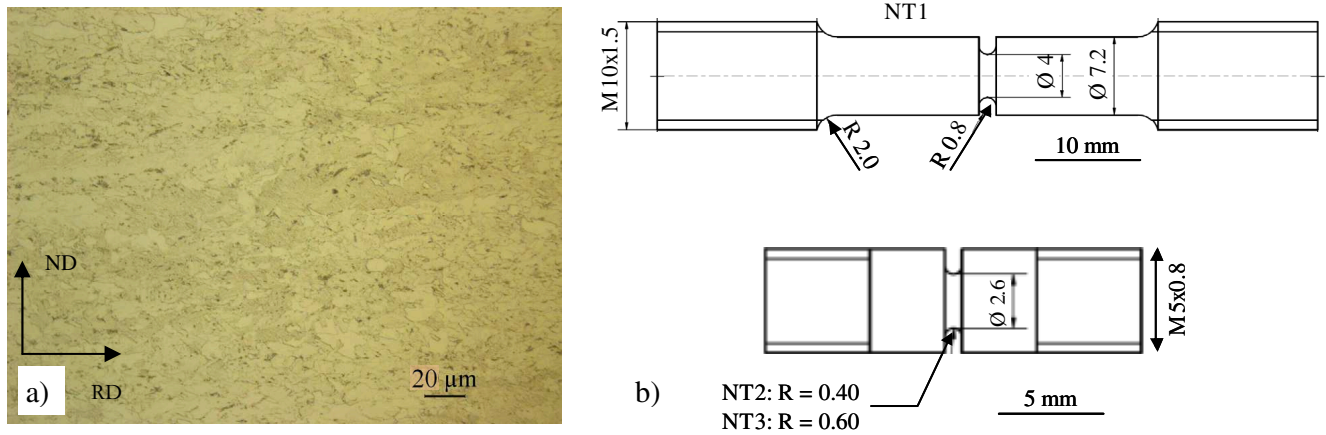 ND
RD
20 µm
a)
NT1
M10x1.5
R 2.0
R 0.8
Ø 4
Ø 7.2
10 mm
Ø 2.6
M5x0.8
b)
NT2: R = 0.40
NT3: R = 0.60
5 mm